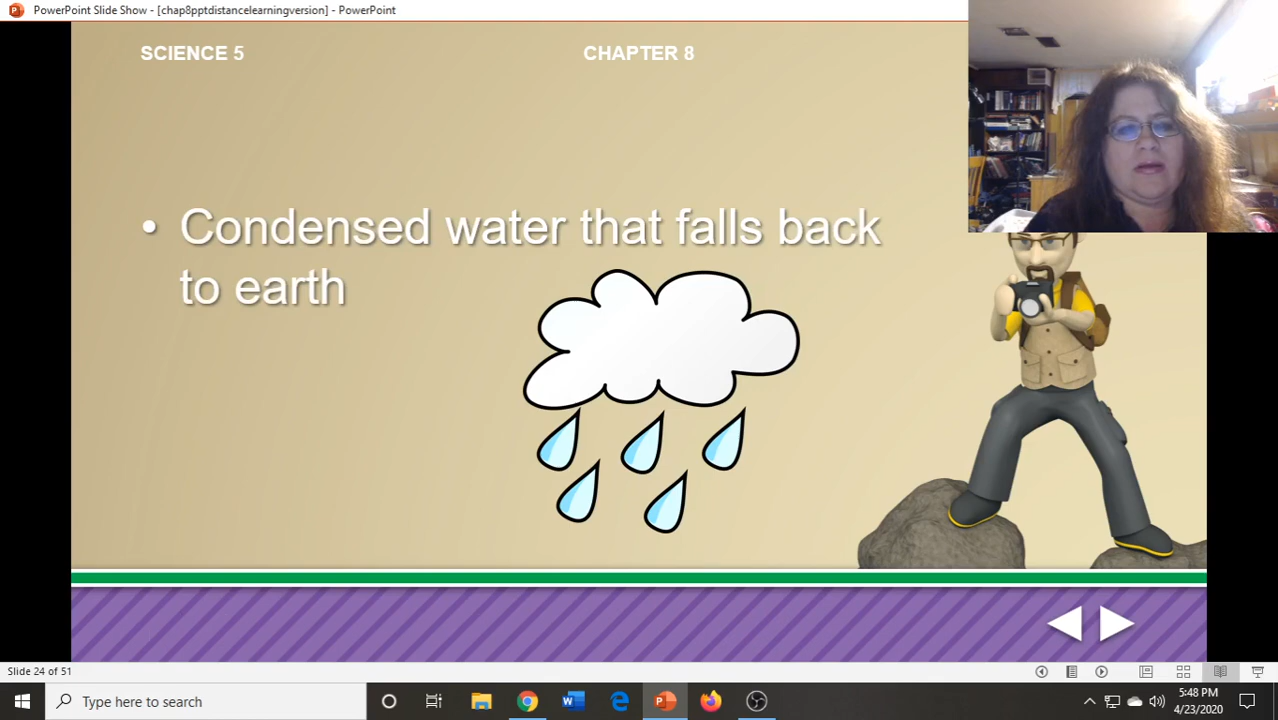 PowerPoint Slide Show - [chap8pptdistancelearningversion] - PowerPoint
SCIENCE 5
CHAPTER 8
• Condensed water that falls back
to earth
Slide 24 of 51
Type here to search
5:48 PM
4/23/2020